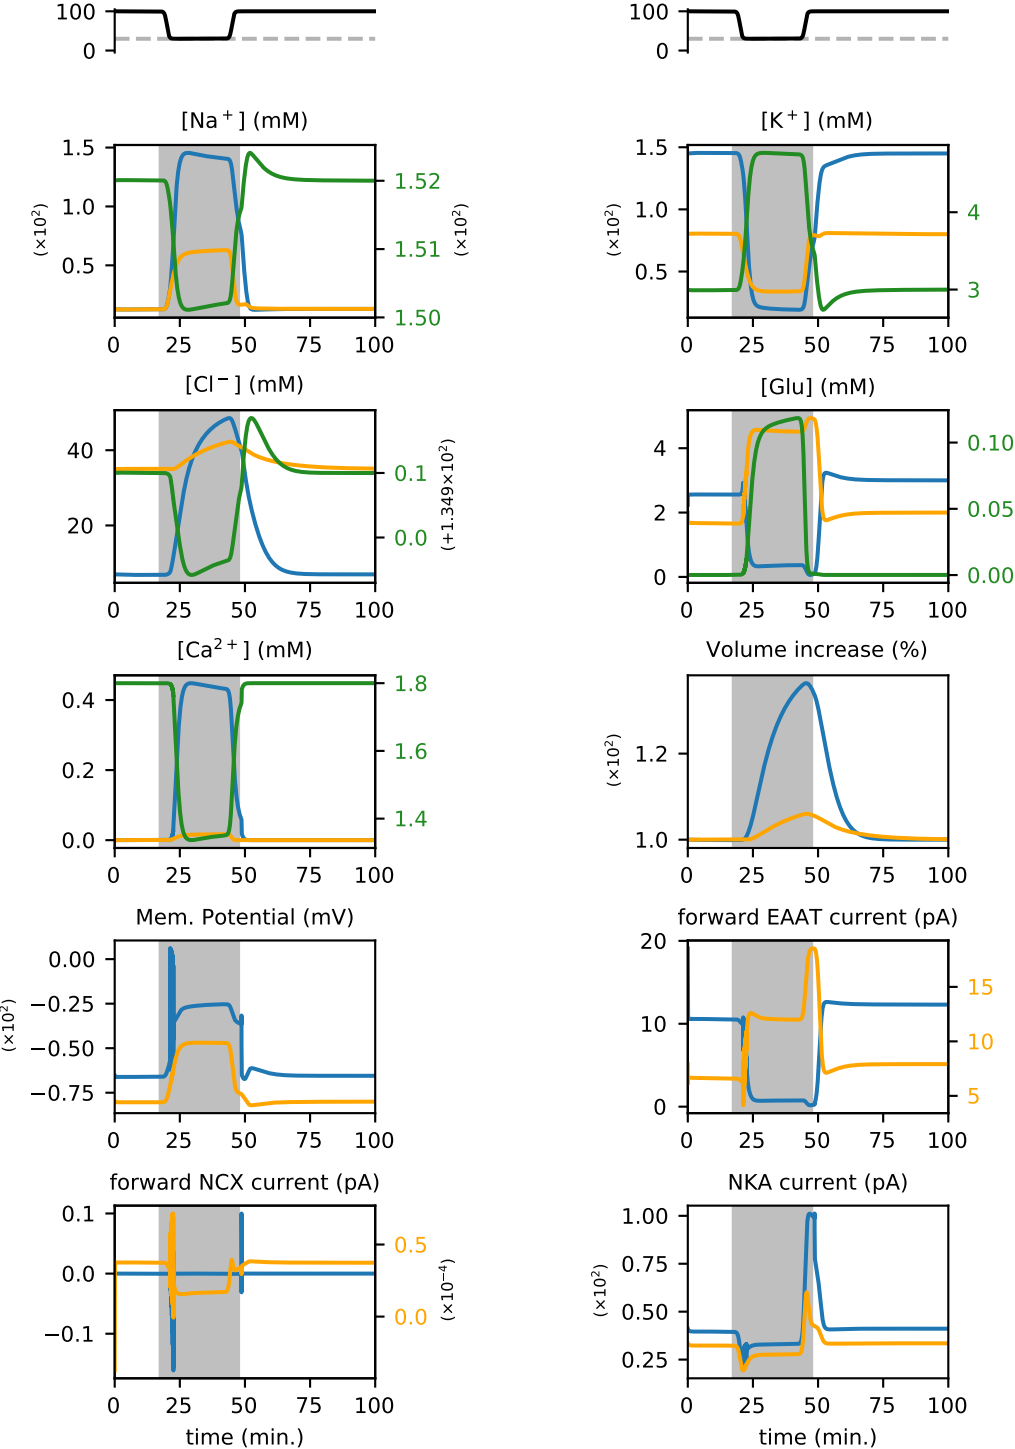 100
0
100
0
[Na⁺] (mM)
1.5
1.0
0.5
(×10²)
1.52
1.51
1.50
(×10²)
0 25 50 75 100
[K⁺] (mM)
1.5
1.0
0.5
(×10²)
4
3
0 25 50 75 100
[Cl⁻] (mM)
40
20
0.1
0.0
(+1.349×10²)
0 25 50 75 100
[Glu] (mM)
4
2
0
0.10
0.05
0.00
0 25 50 75 100
[Ca²⁺] (mM)
0.4
0.2
0.0
1.8
1.6
1.4
0 25 50 75 100
Volume increase (%)
1.2
1.0
(×10²)
0 25 50 75 100
Mem. Potential (mV)
0.00
−0.25
−0.50
−0.75
(×10²)
0 25 50 75 100
forward EAAT current (pA)
20
10
0
15
10
5
0 25 50 75 100
forward NCX current (pA)
0.1
0.0
−0.1
0.5
0.0
(×10⁻⁴)
0 25 50 75 100
time (min.)
NKA current (pA)
1.00
0.75
0.50
0.25
(×10²)
0 25 50 75 100
time (min.)